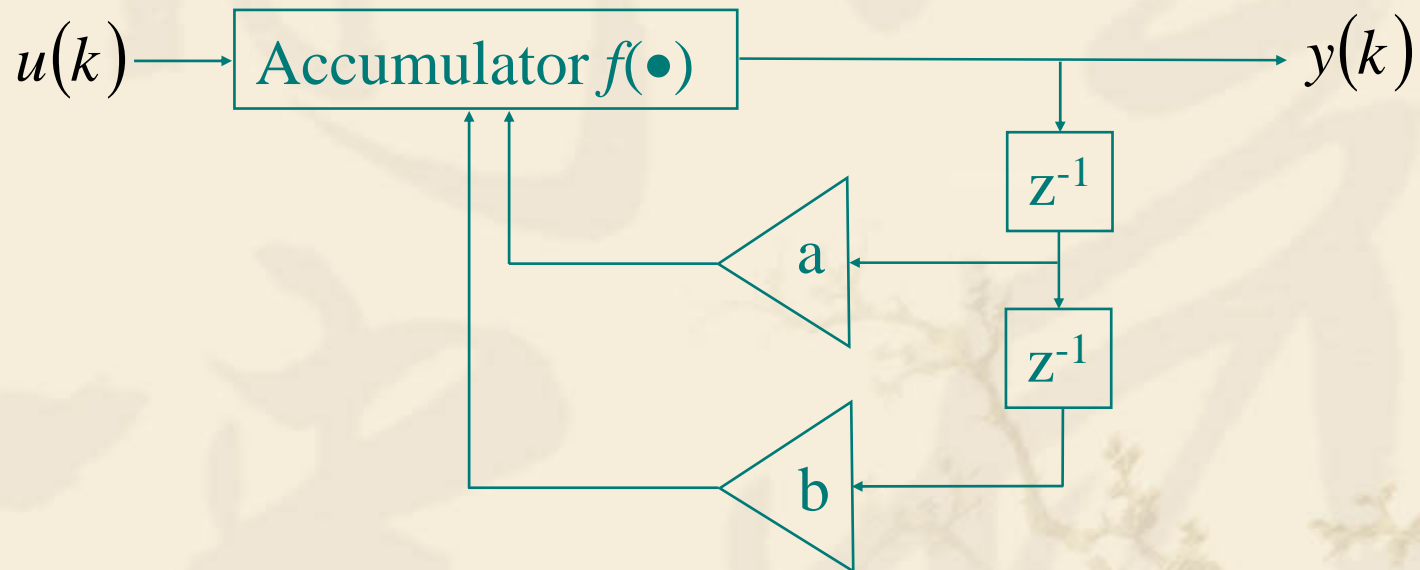 u(k) Accumulator f(●) y(k)
z⁻¹
a
z⁻¹
b